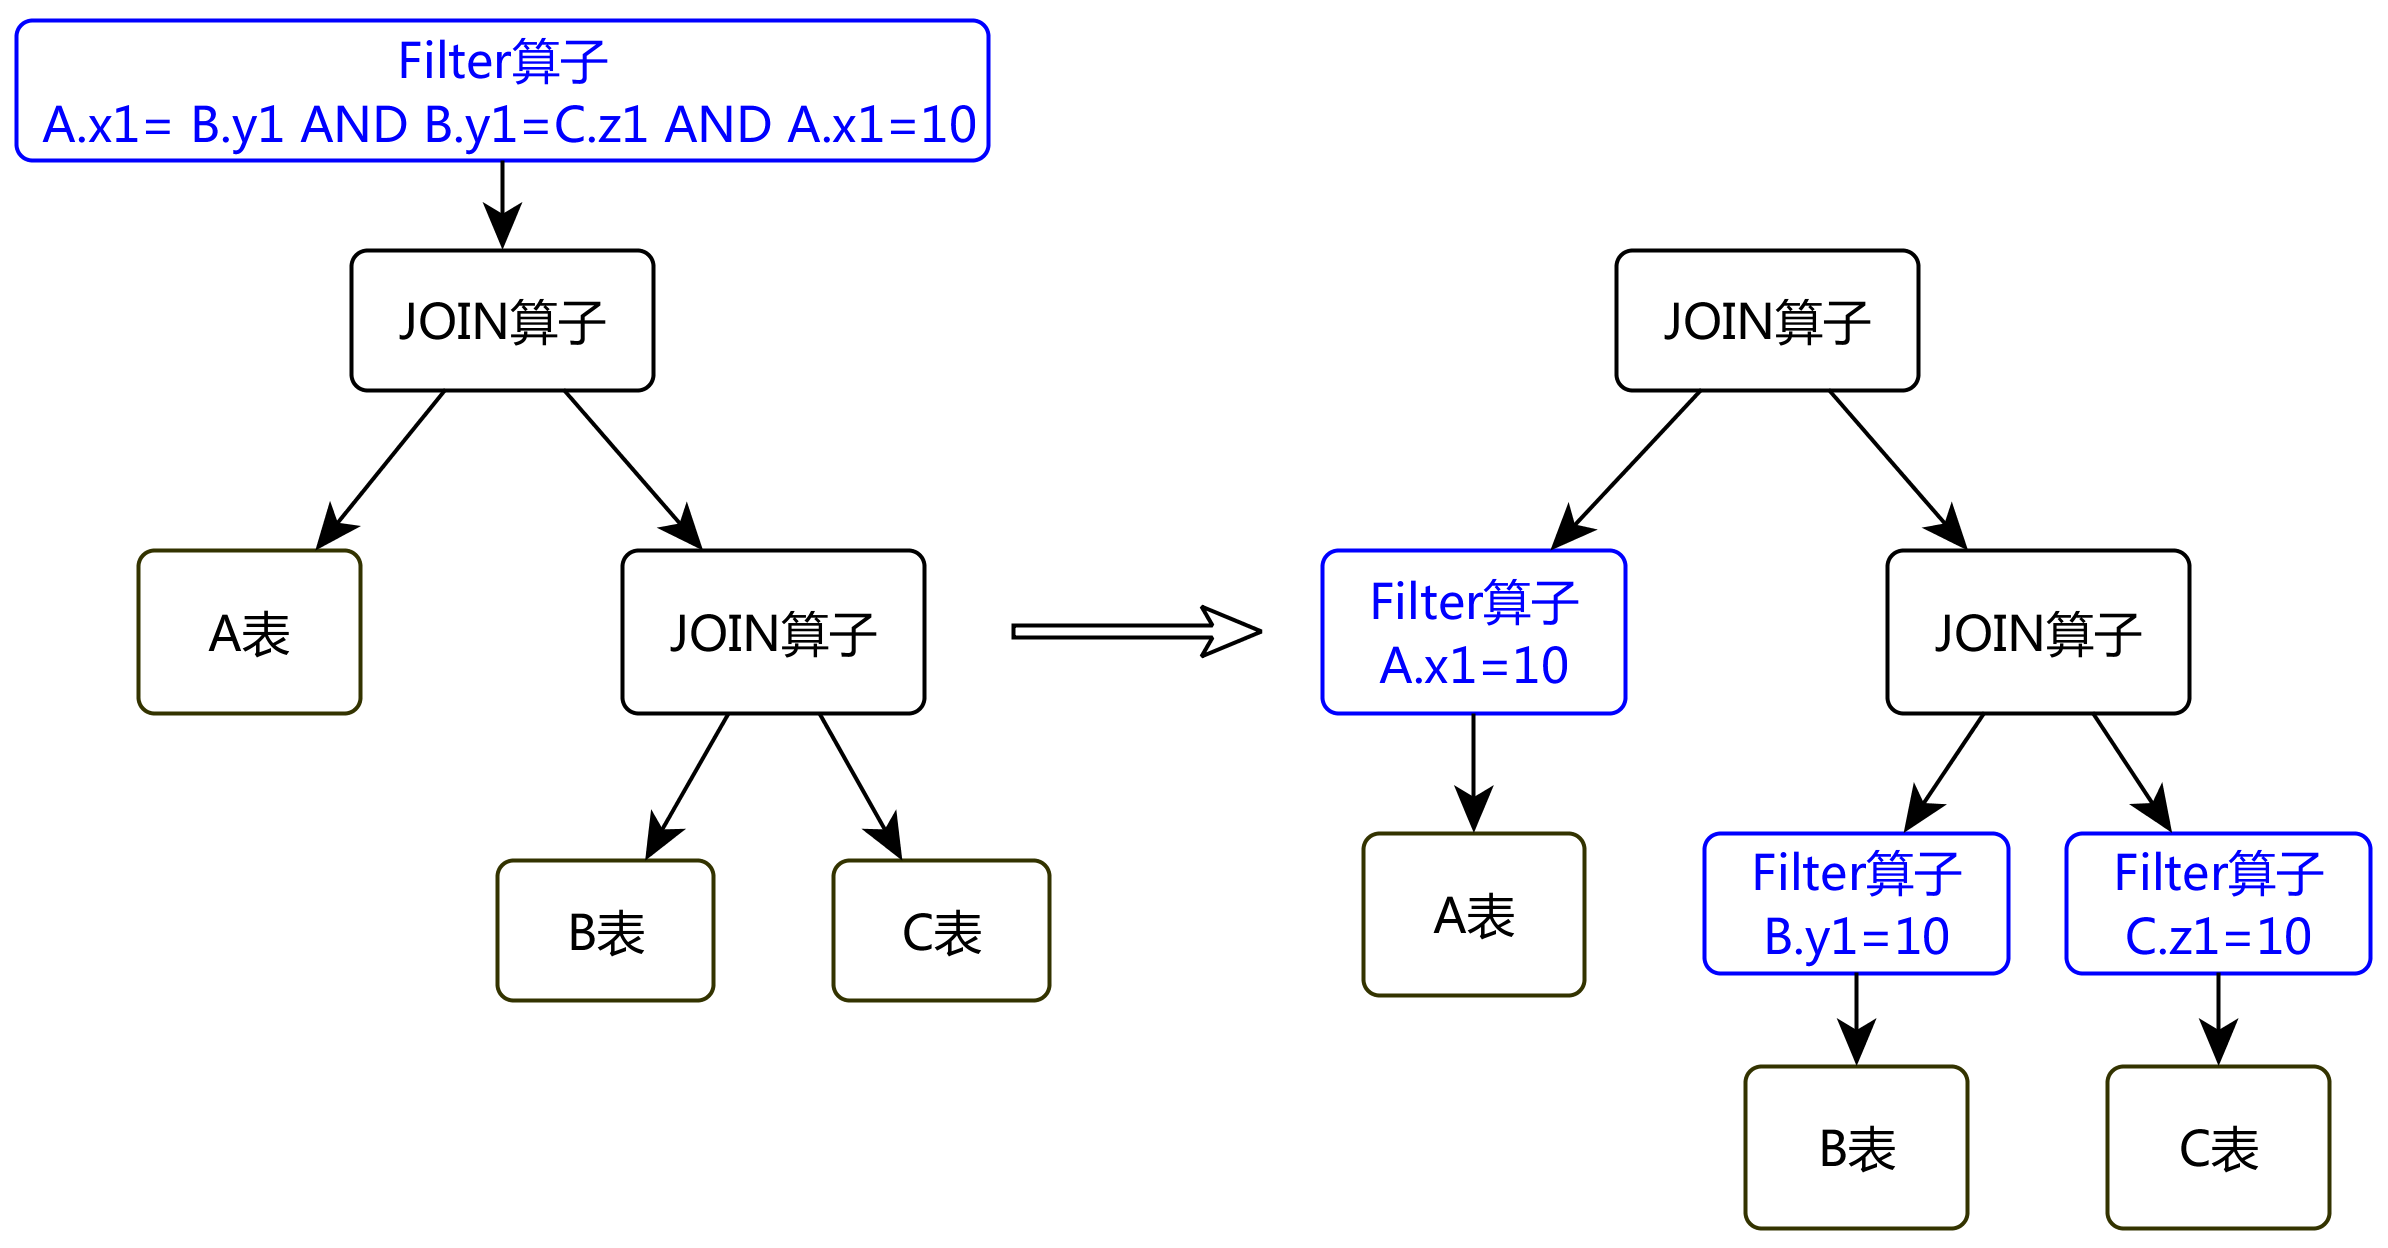 Filter算子
A.x1= B.y1 AND B.y1=C.z1 AND A.x1=10
JOIN算子
A表
JOIN算子
B表
C表
JOIN算子
Filter算子
A.x1=10
JOIN算子
A表
Filter算子
B.y1=10
Filter算子
C.z1=10
B表
C表